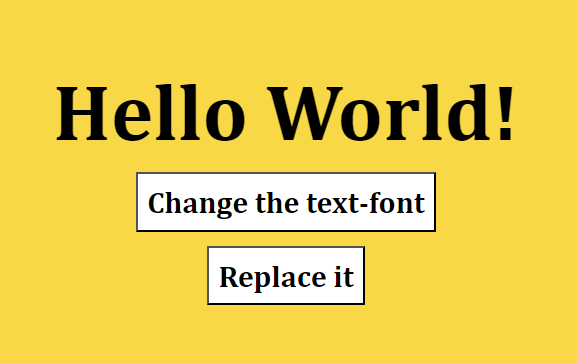 Hello World!
Change the text-font
Replace it